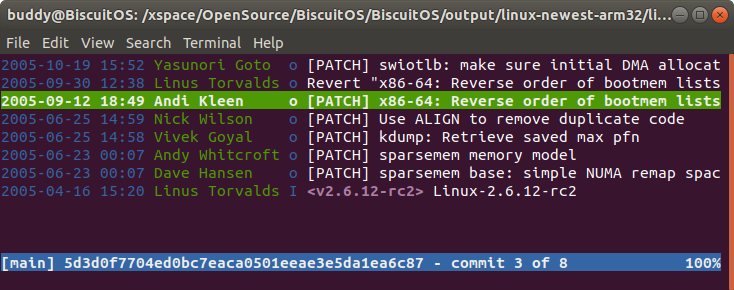 buddy@BiscuitOS: /xspace/OpenSource/BiscuitOS/BiscuitOS/output/linux-newest-arm32/li...
File Edit View Search Terminal Help
2005-10-19 15:52 Yasunori Goto o [PATCH] swiotlb: make sure initial DMA allocat
2005-09-30 12:38 Linus Torvalds o Revert "x86-64: Reverse order of bootmem lists
2005-09-12 18:49 Andi Kleen o [PATCH] x86-64: Reverse order of bootmem lists
2005-06-25 14:59 Nick Wilson o [PATCH] Use ALIGN to remove duplicate code
2005-06-25 14:58 Vivek Goyal o [PATCH] kdump: Retrieve saved max pfn
2005-06-23 00:07 Andy Whitcroft o [PATCH] sparsemem memory model
2005-06-23 00:07 Dave Hansen o [PATCH] sparsemem base: simple NUMA remap spac
2005-04-16 15:20 Linus Torvalds I <v2.6.12-rc2> Linux-2.6.12-rc2
[main] 5d3d0f7704ed0bc7eaca0501eeae3e5da1ea6c87 - commit 3 of 8 100%